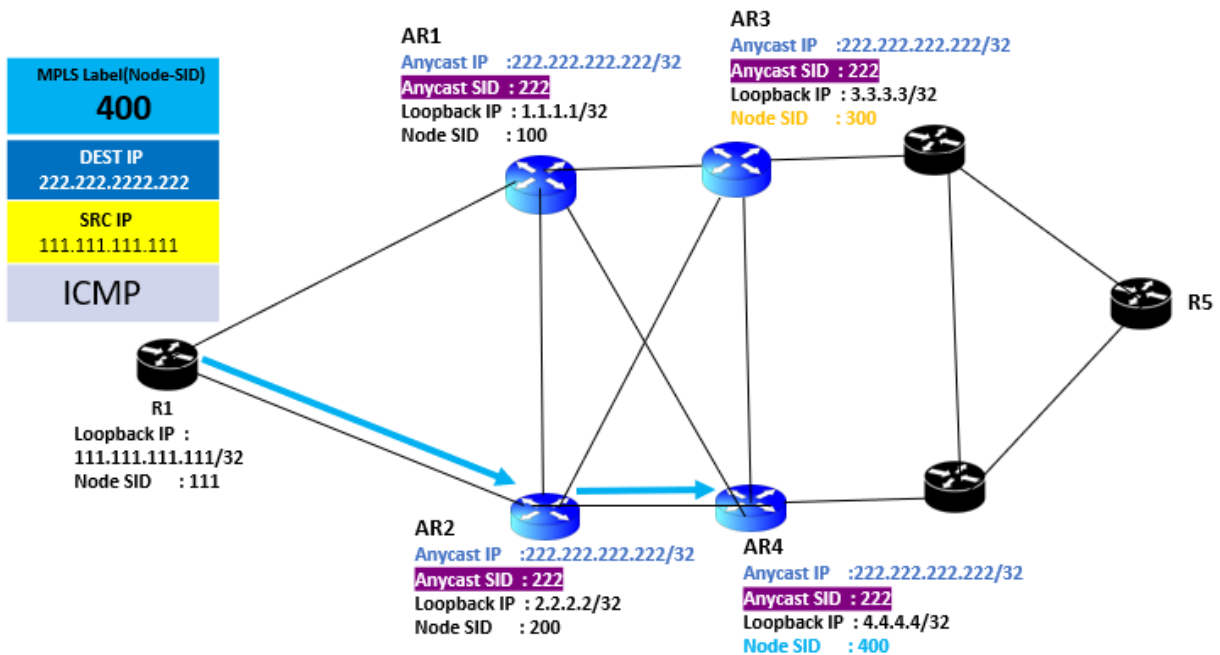 MPLS Label(Node-SID)
400
DEST IP
222.222.2222.222
SRC IP
111.111.111.111
ICMP
AR1
Anycast IP :222.222.222.222/32
Anycast SID : 222
Loopback IP : 1.1.1.1/32
Node SID : 100
AR3
Anycast IP :222.222.222.222/32
Anycast SID : 222
Loopback IP : 3.3.3.3/32
Node SID : 300
R5
R1
Loopback IP :
111.111.111.111/32
Node SID : 111
AR2
Anycast IP :222.222.222.222/32
Anycast SID : 222
Loopback IP : 2.2.2.2/32
Node SID : 200
AR4
Anycast IP :222.222.222.222/32
Anycast SID : 222
Loopback IP : 4.4.4.4/32
Node SID : 400